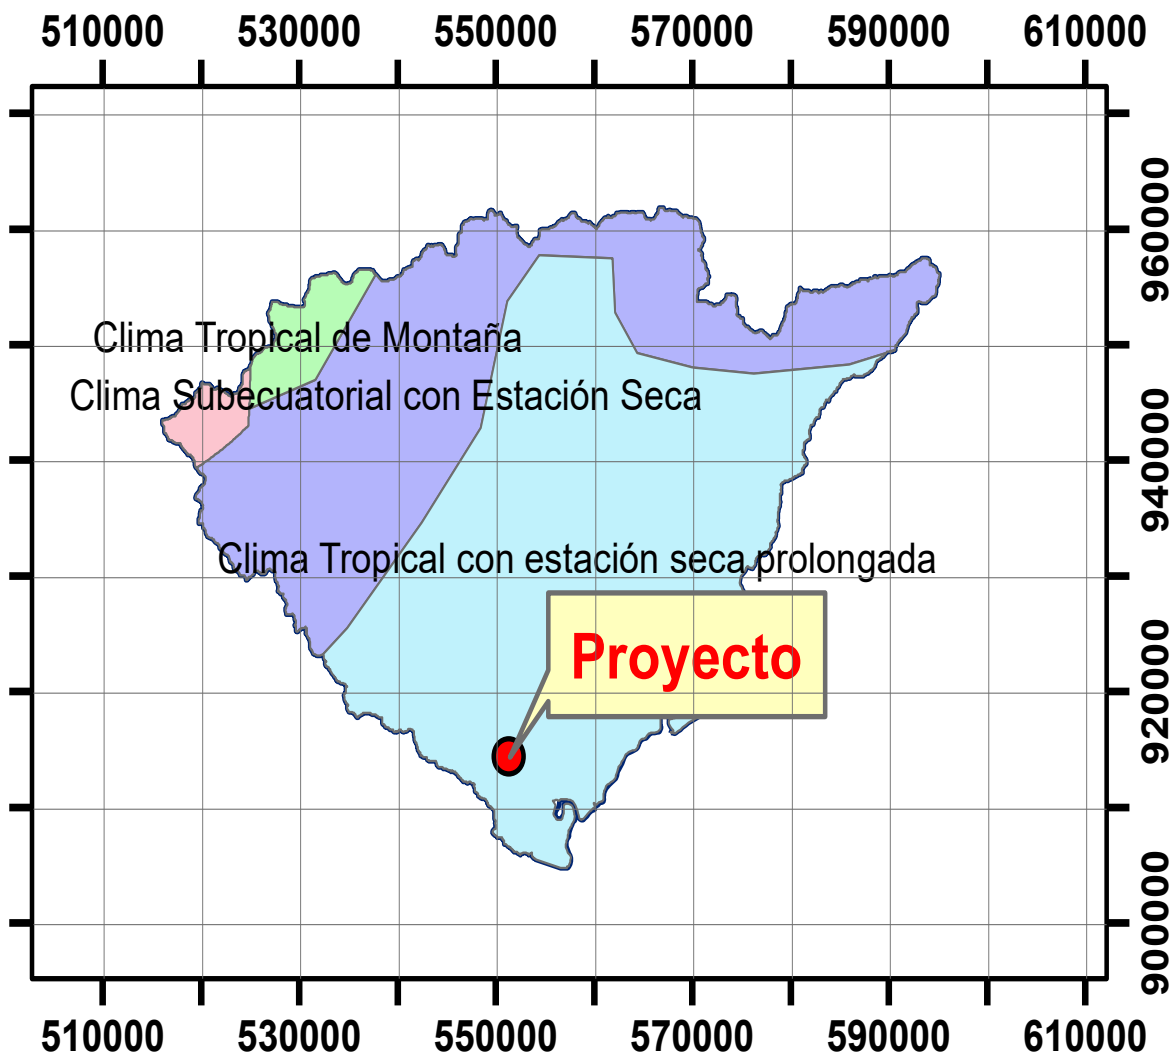 510000 530000 550000 570000 590000 610000
960000
Clima Tropical de Montaña
Clima Subecuatorial con Estación Seca
940000
Clima Tropical con estación seca prolongada
Proyecto
920000
900000
510000 530000 550000 570000 590000 610000